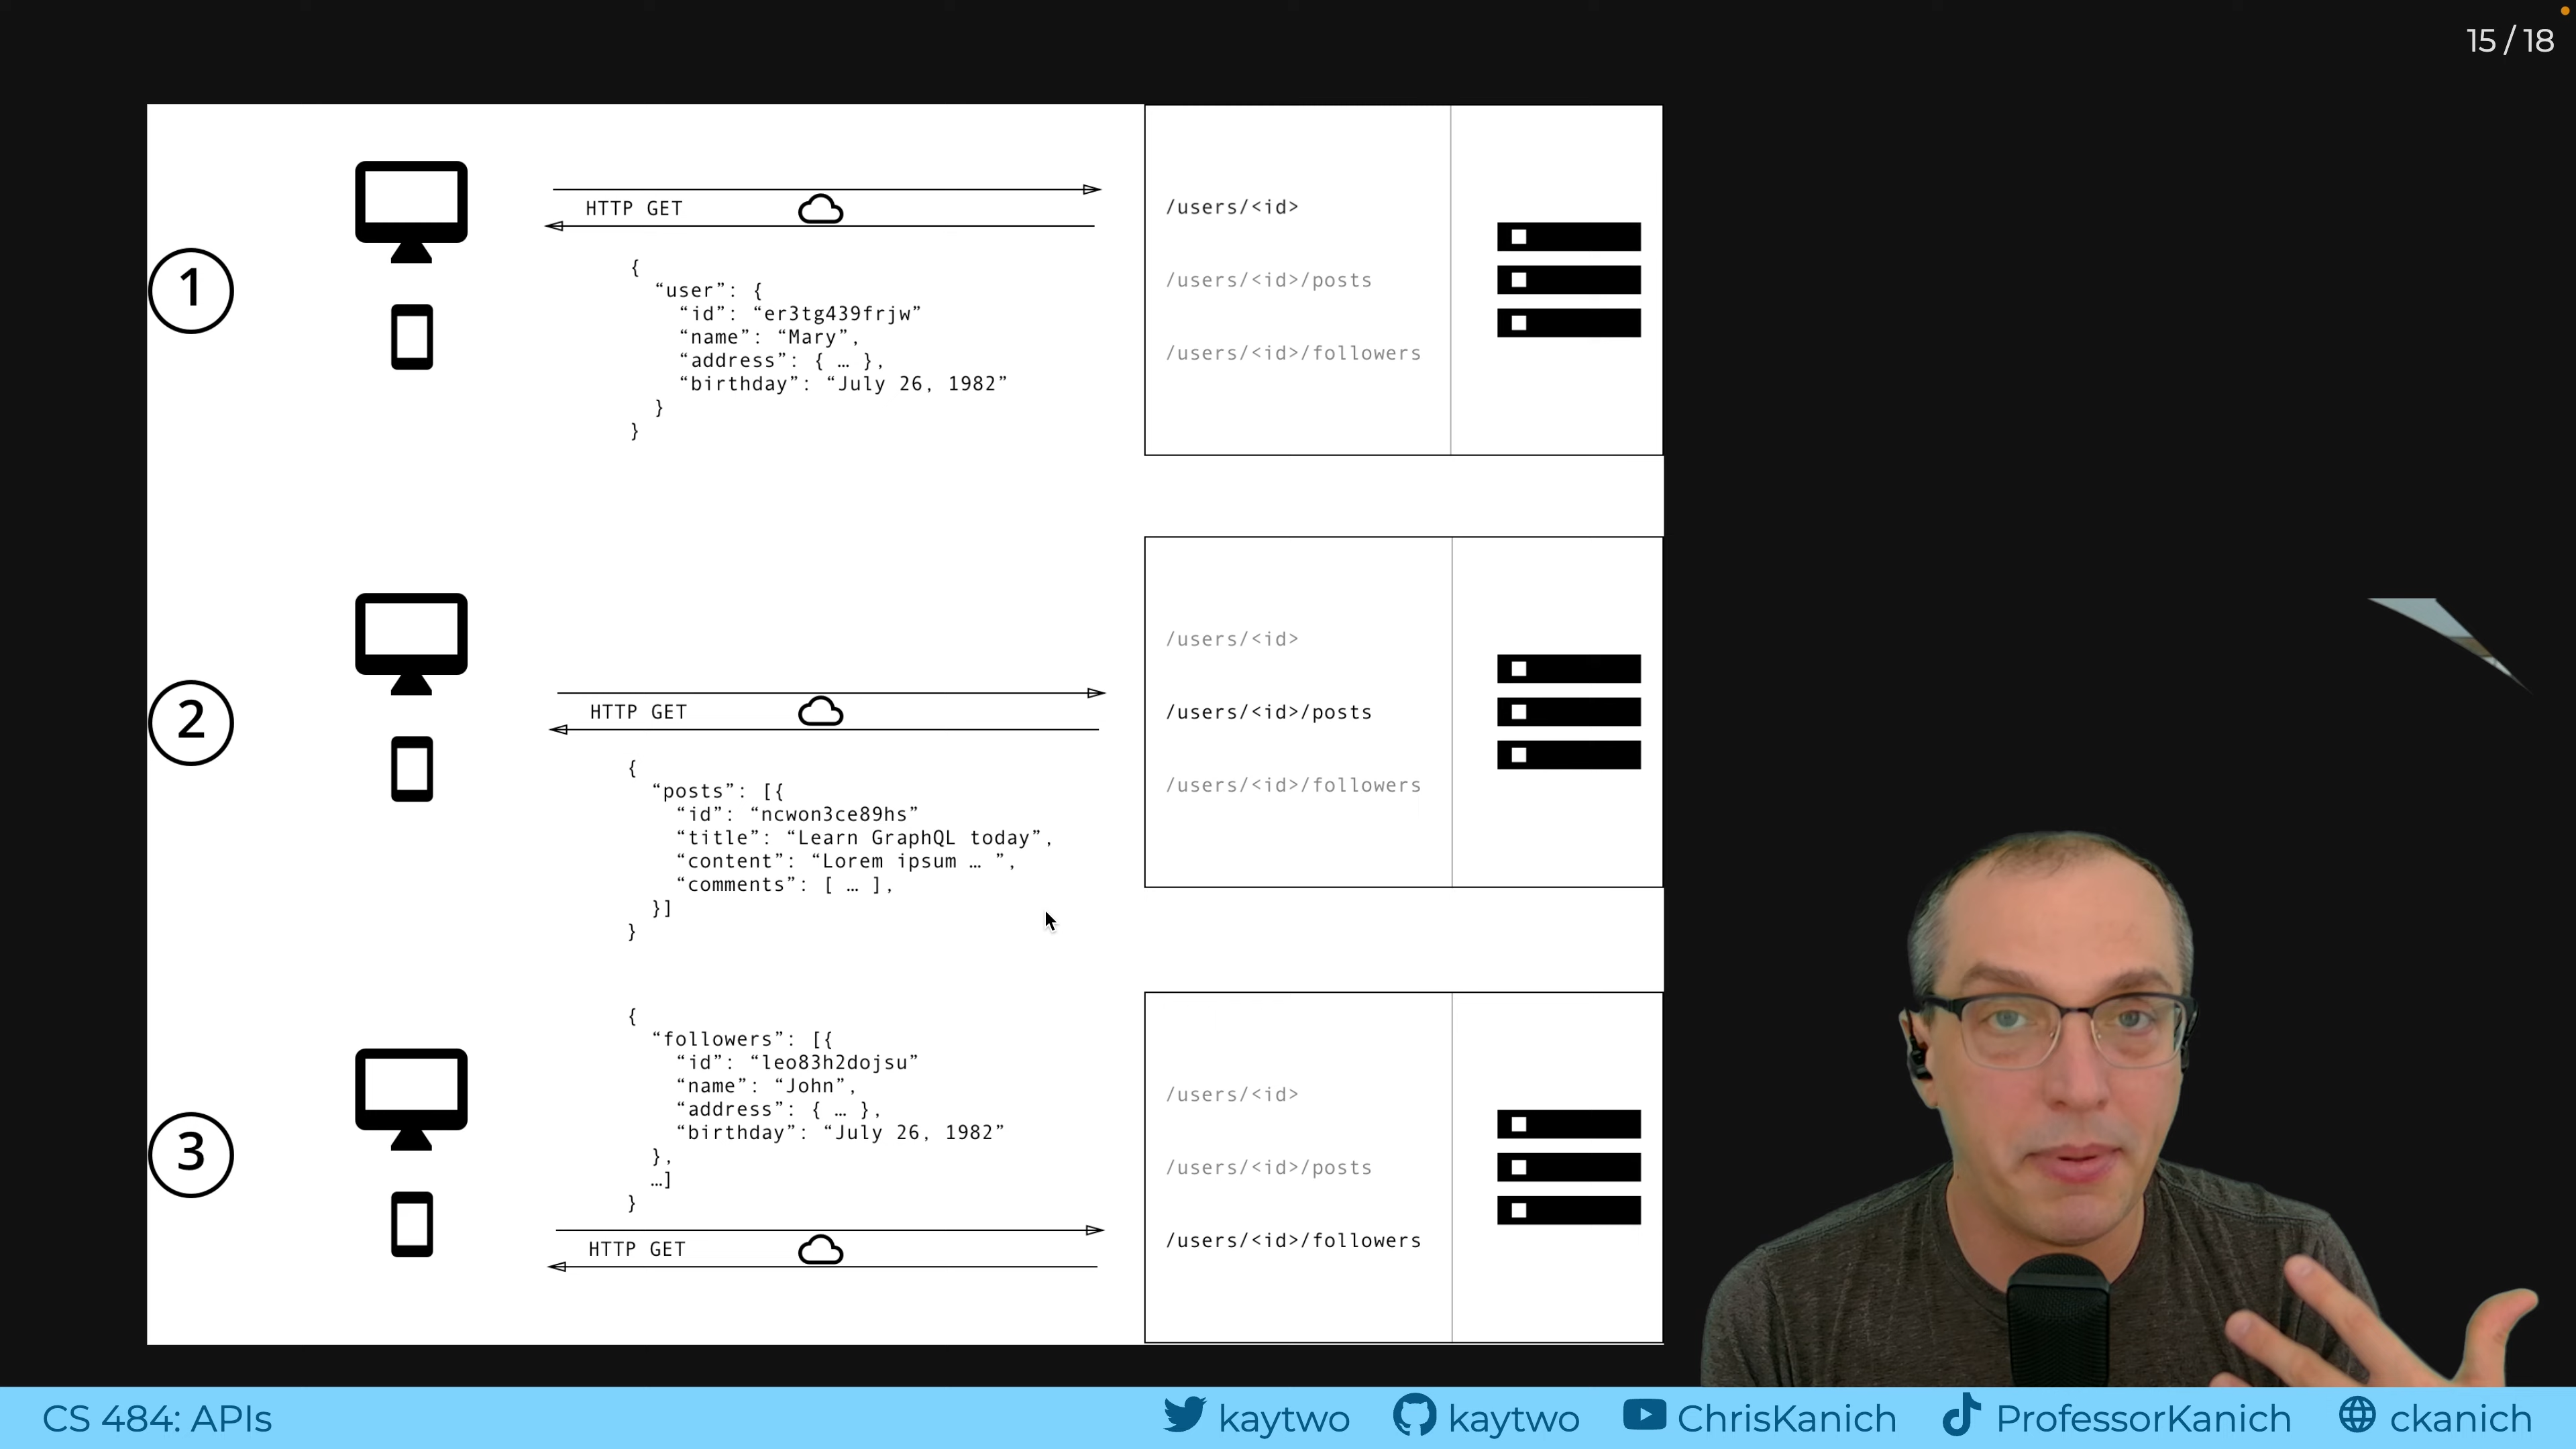 15 / 18
1
HTTP GET
{
“user”: {
“id”: “er3tg439frjw”
“name”: “Mary”,
“address”: { … },
“birthday”: “July 26, 1982”
}
}
/users/<id>
/users/<id>/posts
/users/<id>/followers
2
HTTP GET
{
“posts”: [{
“id”: “ncwon3ce89hs”
“title”: “Learn GraphQL today”,
“content”: “Lorem ipsum … ”,
“comments”: [ … ],
}]
}
/users/<id>
/users/<id>/posts
/users/<id>/followers
3
{
“followers”: [{
“id”: “leo83h2dojsu”
“name”: “John”,
“address”: { … },
“birthday”: “July 26, 1982”
},
…]
}
HTTP GET
/users/<id>
/users/<id>/posts
/users/<id>/followers
CS 484: APIs kaytwo kaytwo ChrisKanich ProfessorKanich ckanich